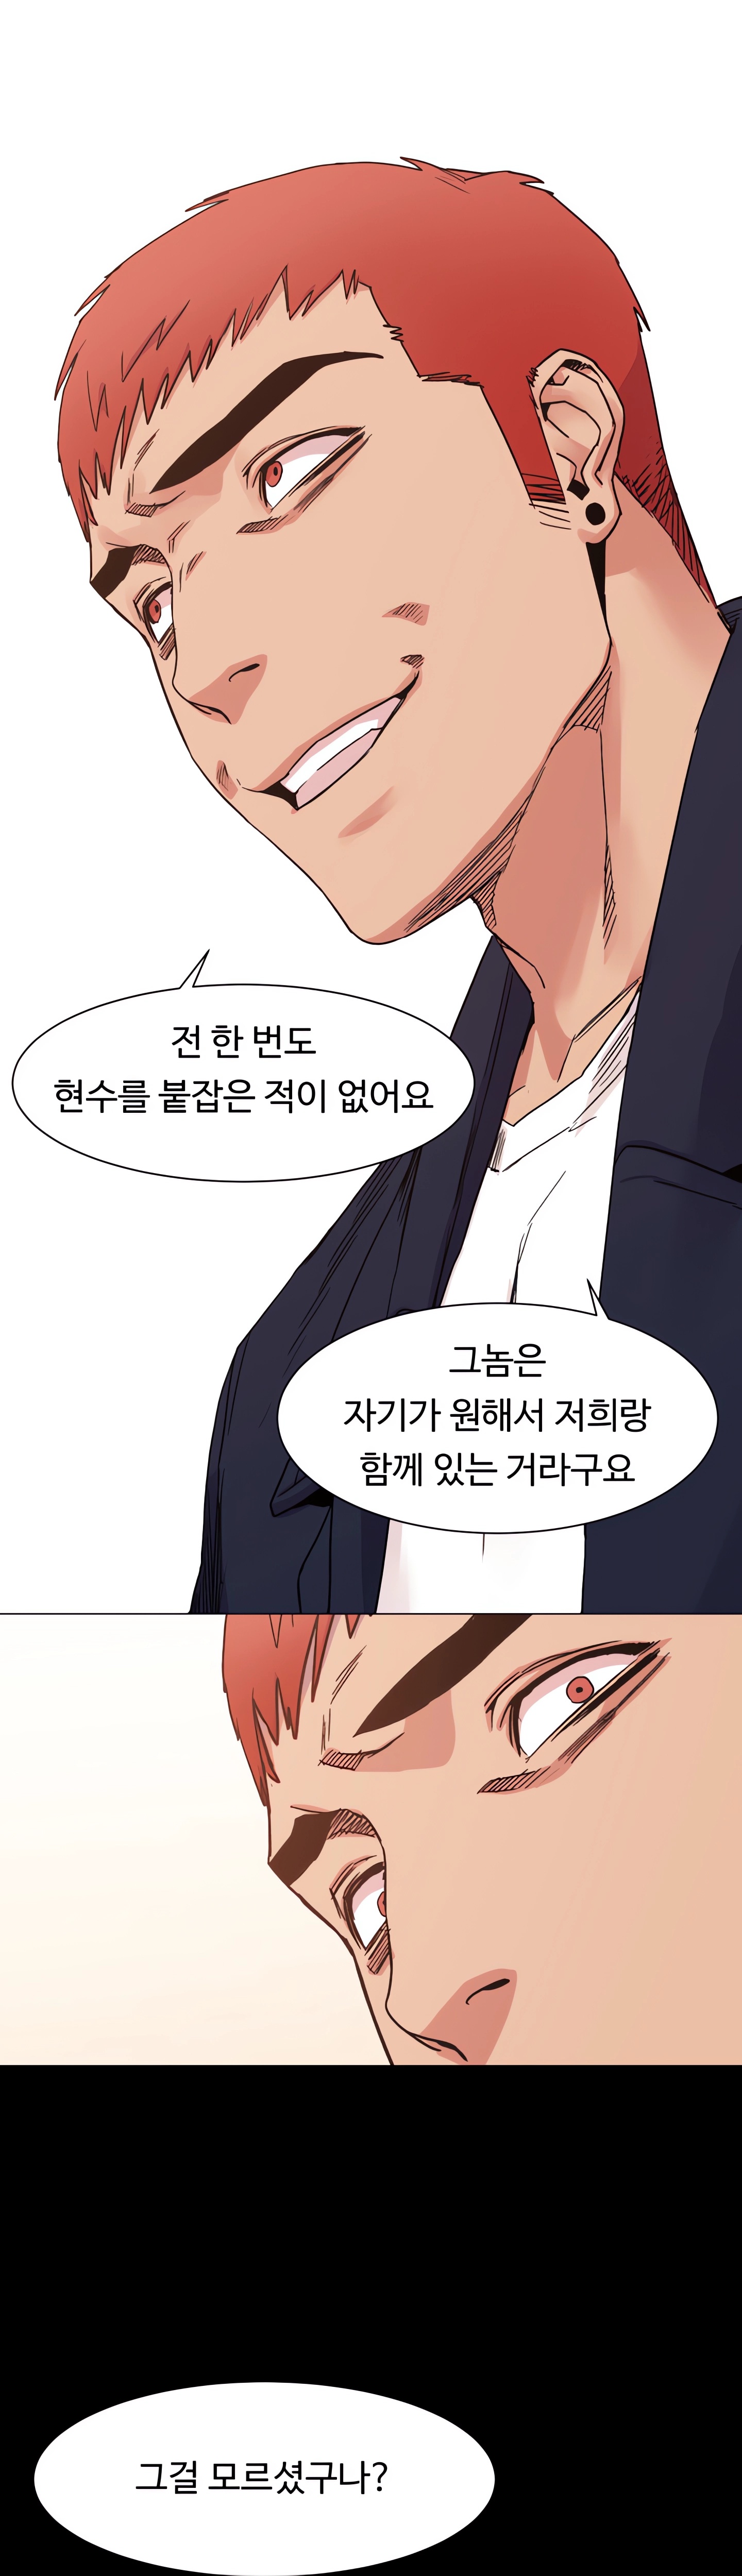 전 한 번도
현수를 붙잡은 적이 없어요
그놈은
자기가 원해서 저희랑
함께 있는 거라구요
그걸 모르셨구나?